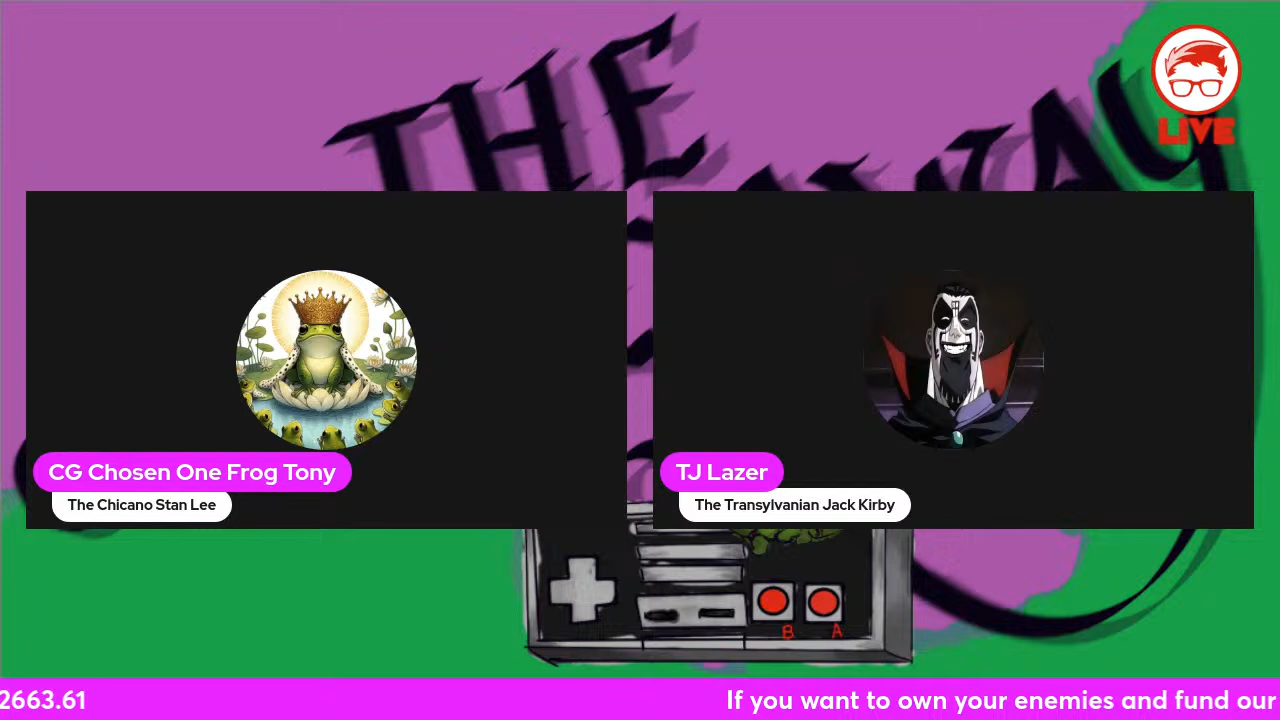 THE
LIVE
CG Chosen One Frog Tony
The Chicano Stan Lee
TJ Lazer
The Transylvanian Jack Kirby
B A
2663.61
If you want to own your enemies and fund our